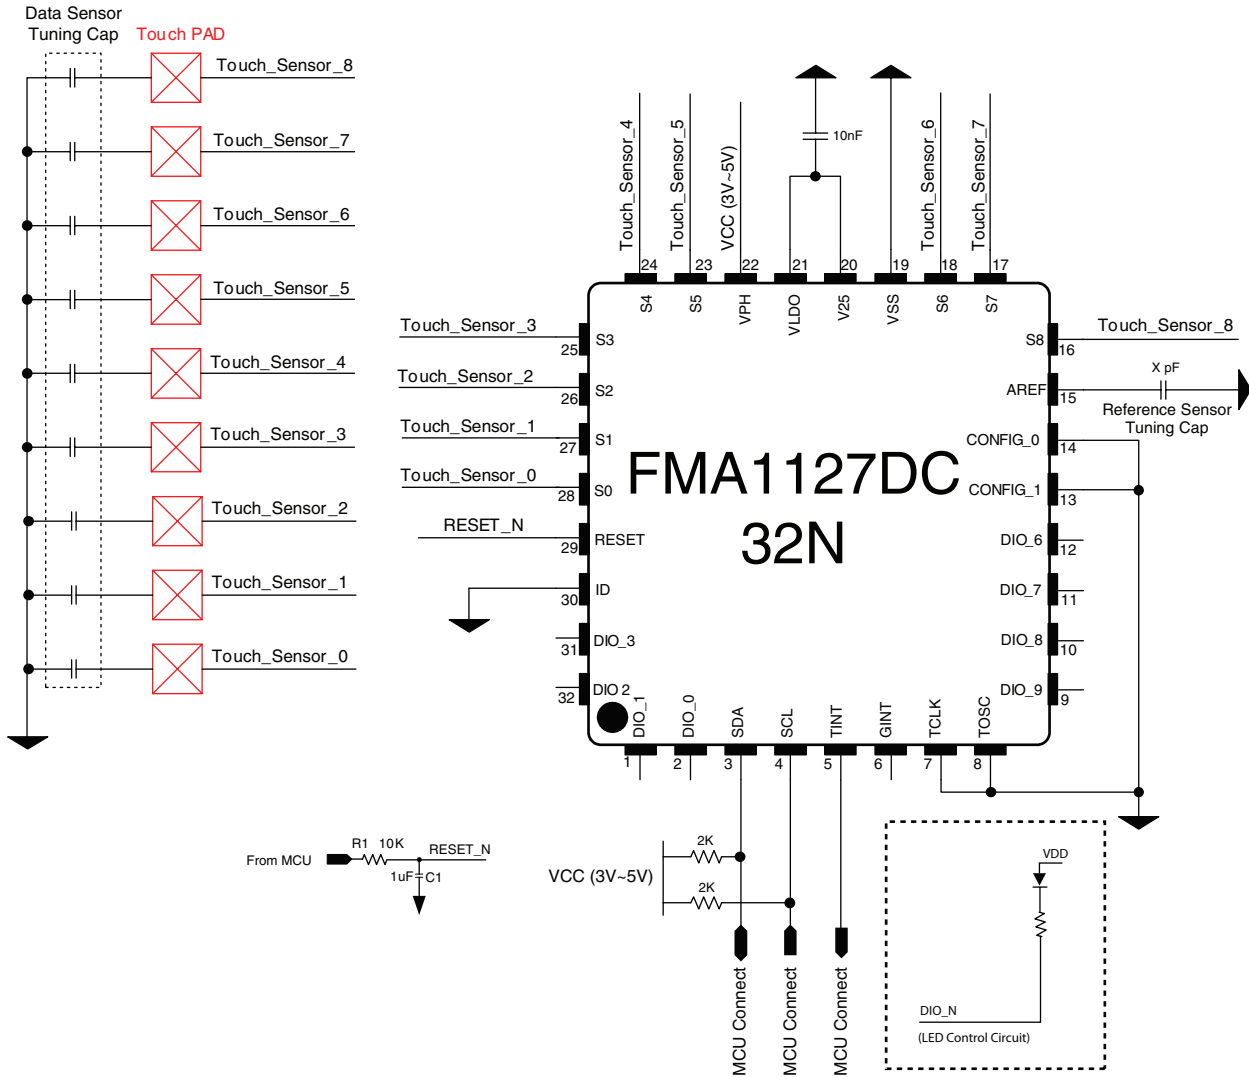 Data Sensor
Tuning Cap
Touch PAD
Touch_Sensor_8
Touch_Sensor_7
Touch_Sensor_6
Touch_Sensor_5
Touch_Sensor_4
Touch_Sensor_3
Touch_Sensor_2
Touch_Sensor_1
Touch_Sensor_0
Touch_Sensor_4
Touch_Sensor_5
VCC (3V~5V)
10nF
Touch_Sensor_6
Touch_Sensor_7
24
23
22
21
20
19
18
17
S4
S5
VPH
VLDO
V25
VSS
S6
S7
Touch_Sensor_3
25
S3
Touch_Sensor_2
26
S2
Touch_Sensor_1
27
S1
Touch_Sensor_0
28
S0
RESET_N
29
RESET
30
ID
31
DIO_3
32
DIO 2
FMA1127DC
32N
S8
16
Touch_Sensor_8
AREF
15
X pF
Reference Sensor
Tuning Cap
CONFIG_0
14
CONFIG_1
13
DIO_6
12
DIO_7
11
DIO_8
10
DIO_9
9
DIO_1
DIO_0
SDA
SCL
TINT
GINT
TCLK
TOSC
1
2
3
4
5
6
7
8
From MCU
R1 10K
RESET_N
1uF
C1
VCC (3V~5V)
2K
2K
MCU Connect
MCU Connect
MCU Connect
VDD
DIO_N
(LED Control Circuit)